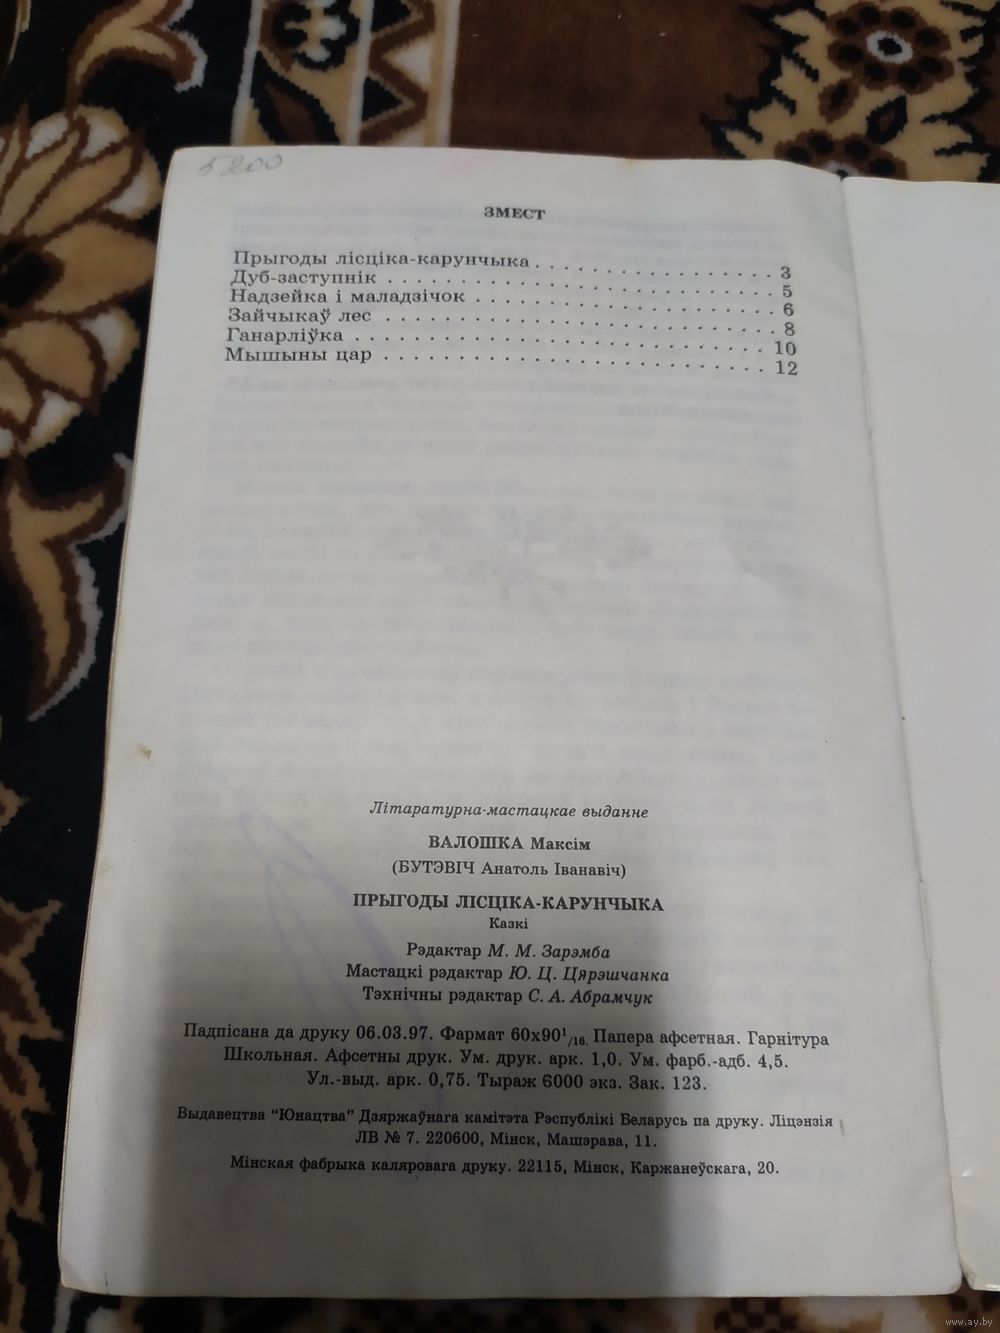 5200
ЗМЕСТ
Прыгоды лісціка-карунчыка . . . . . . . . . . . . . . . . . . 3
Дуб-заступнік . . . . . . . . . . . . . . . . . . . . . . . . . . . . 5
Надзейка і маладзічок . . . . . . . . . . . . . . . . . . . . . . 6
Зайчыкаў лес . . . . . . . . . . . . . . . . . . . . . . . . . . . . 8
Ганарліўка . . . . . . . . . . . . . . . . . . . . . . . . . . . . . 10
Мышыны цар . . . . . . . . . . . . . . . . . . . . . . . . . . . 12
Літаратурна-мастацкае выданне
ВАЛОШКА Максім
(БУТЭВІЧ Анатоль Іванавіч)
ПРЫГОДЫ ЛІСЦІКА-КАРУНЧЫКА
Казкі
Рэдактар М. М. Зарэмба
Мастацкі рэдактар Ю. Ц. Цярэшчанка
Тэхнічны рэдактар С. А. Абрамчук
Падпісана да друку 06.03.97. Фармат 60х90¹/₁₆. Папера афсетная. Гарнітура
Школьная. Афсетны друк. Ум. друк. арк. 1,0. Ум. фарб.-адб. 4,5.
Ул.-выд. арк. 0,75. Тыраж 6000 экз. Зак. 123.
Выдавецтва “Юнацтва” Дзяржаўнага камітэта Рэспублікі Беларусь па друку. Ліцэнзія
ЛВ № 7. 220600, Мінск, Машэрава, 11.
Мінская фабрыка каляровага друку. 22115, Мінск, Каржанеўскага, 20.
www.ay.by